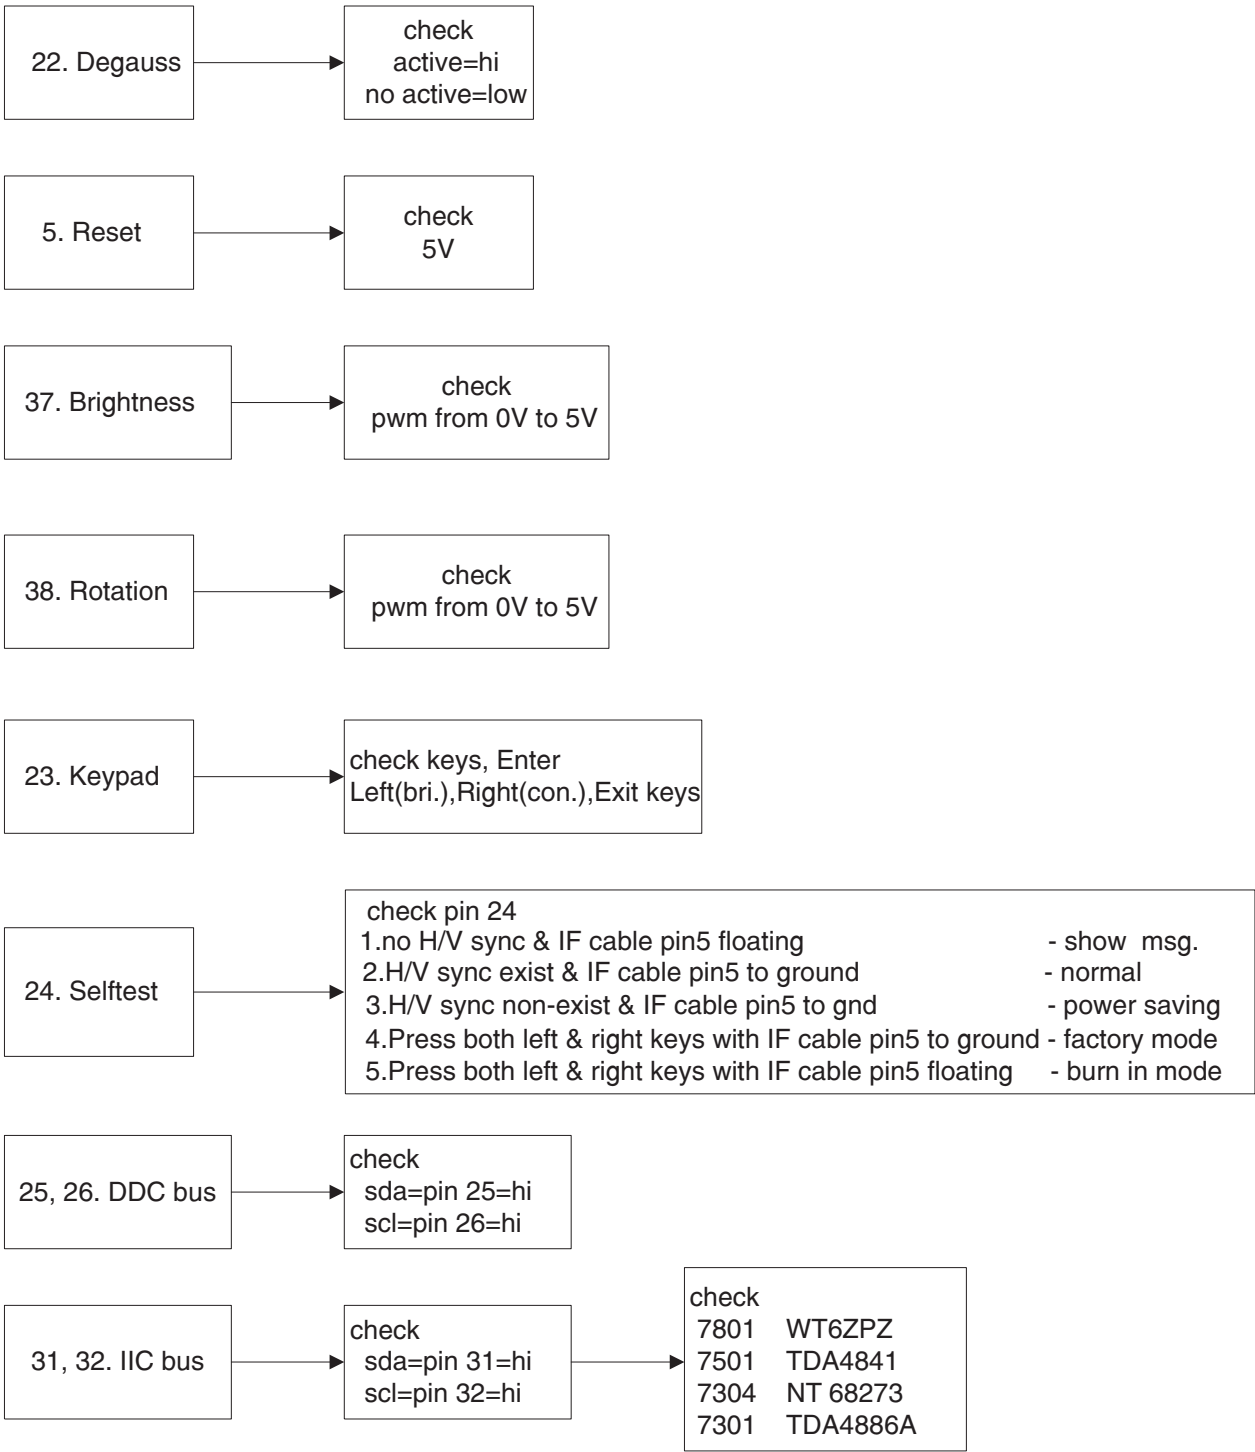 22. Degauss
check
active=hi
no active=low
5. Reset
check
5V
37. Brightness
check
pwm from 0V to 5V
38. Rotation
check
pwm from 0V to 5V
23. Keypad
check keys, Enter
Left(bri.),Right(con.),Exit keys
24. Selftest
check pin 24
1.no H/V sync & IF cable pin5 floating - show msg.
2.H/V sync exist & IF cable pin5 to ground - normal
3.H/V sync non-exist & IF cable pin5 to gnd - power saving
4.Press both left & right keys with IF cable pin5 to ground - factory mode
5.Press both left & right keys with IF cable pin5 floating - burn in mode
25, 26. DDC bus
check
sda=pin 25=hi
scl=pin 26=hi
31, 32. IIC bus
check
sda=pin 31=hi
scl=pin 32=hi
check
7801 WT6ZPZ
7501 TDA4841
7304 NT 68273
7301 TDA4886A